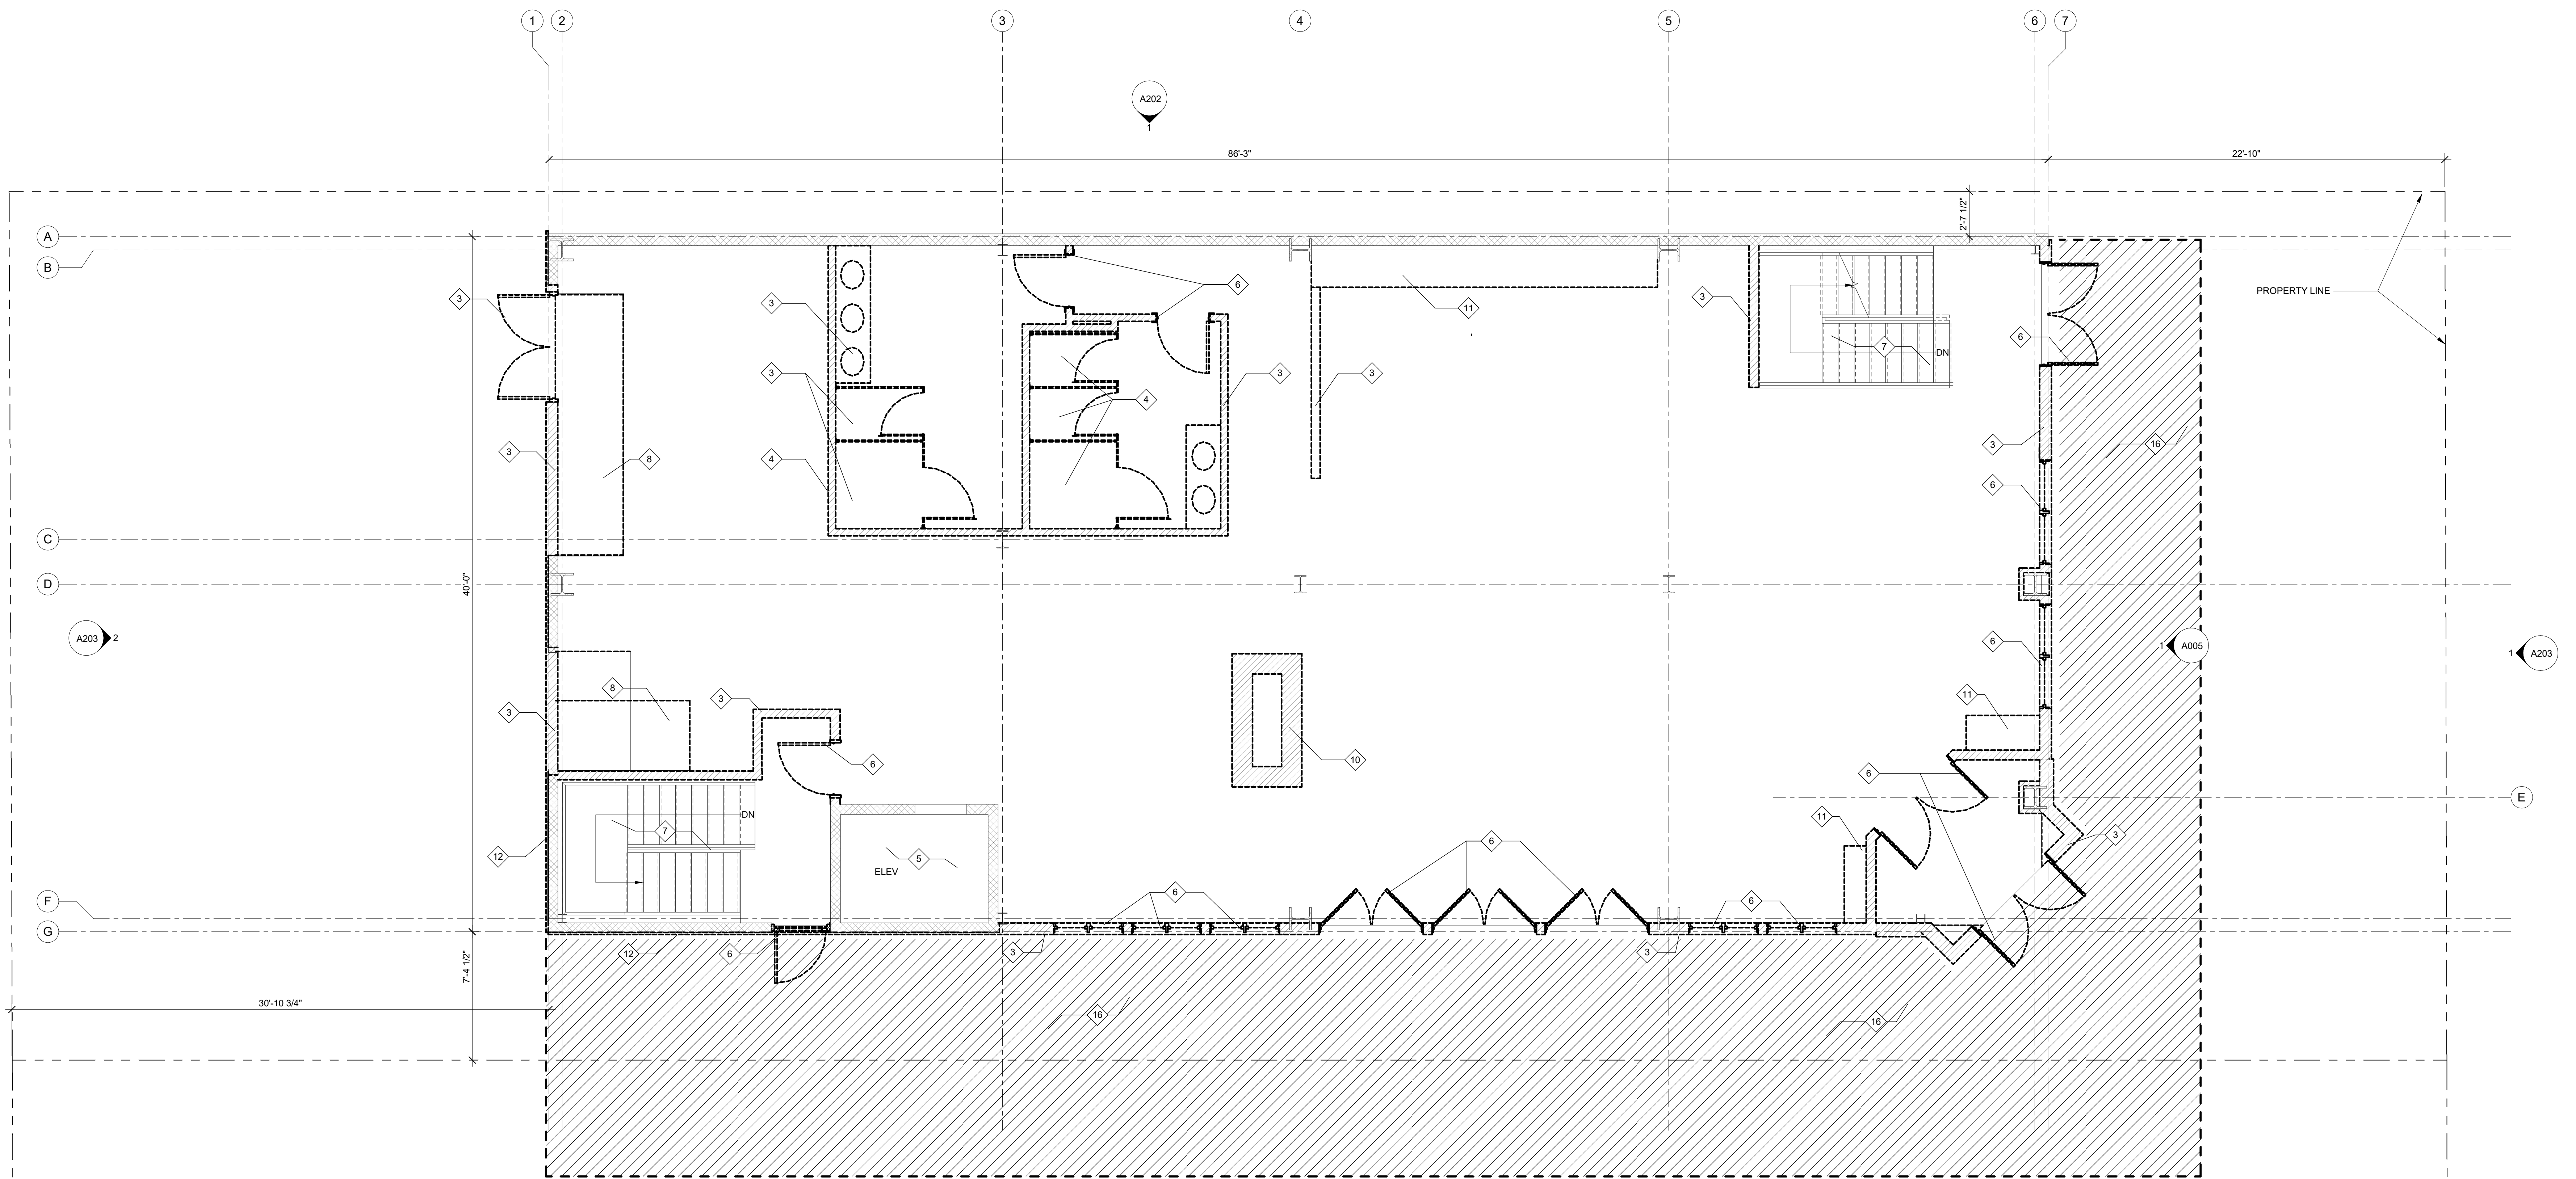 1 2 3 4 5 6 7
A202
1
86'-3" 22'-10"
2'-7 1/2"
A
B
6
3 3 11 3 PROPERTY LINE
6
7 DN
3 3 3
4
3 16
3 4 8
6
C
D
40'-0"
A203 2
6 1 A005 1 A203
8 3 11
3
6 10 6
E
DN 11
7 3
6
12 5
ELEV
6 6 6
F
G
12 6 3 3
7'-4 1/2"
30'-10 3/4"
16 16